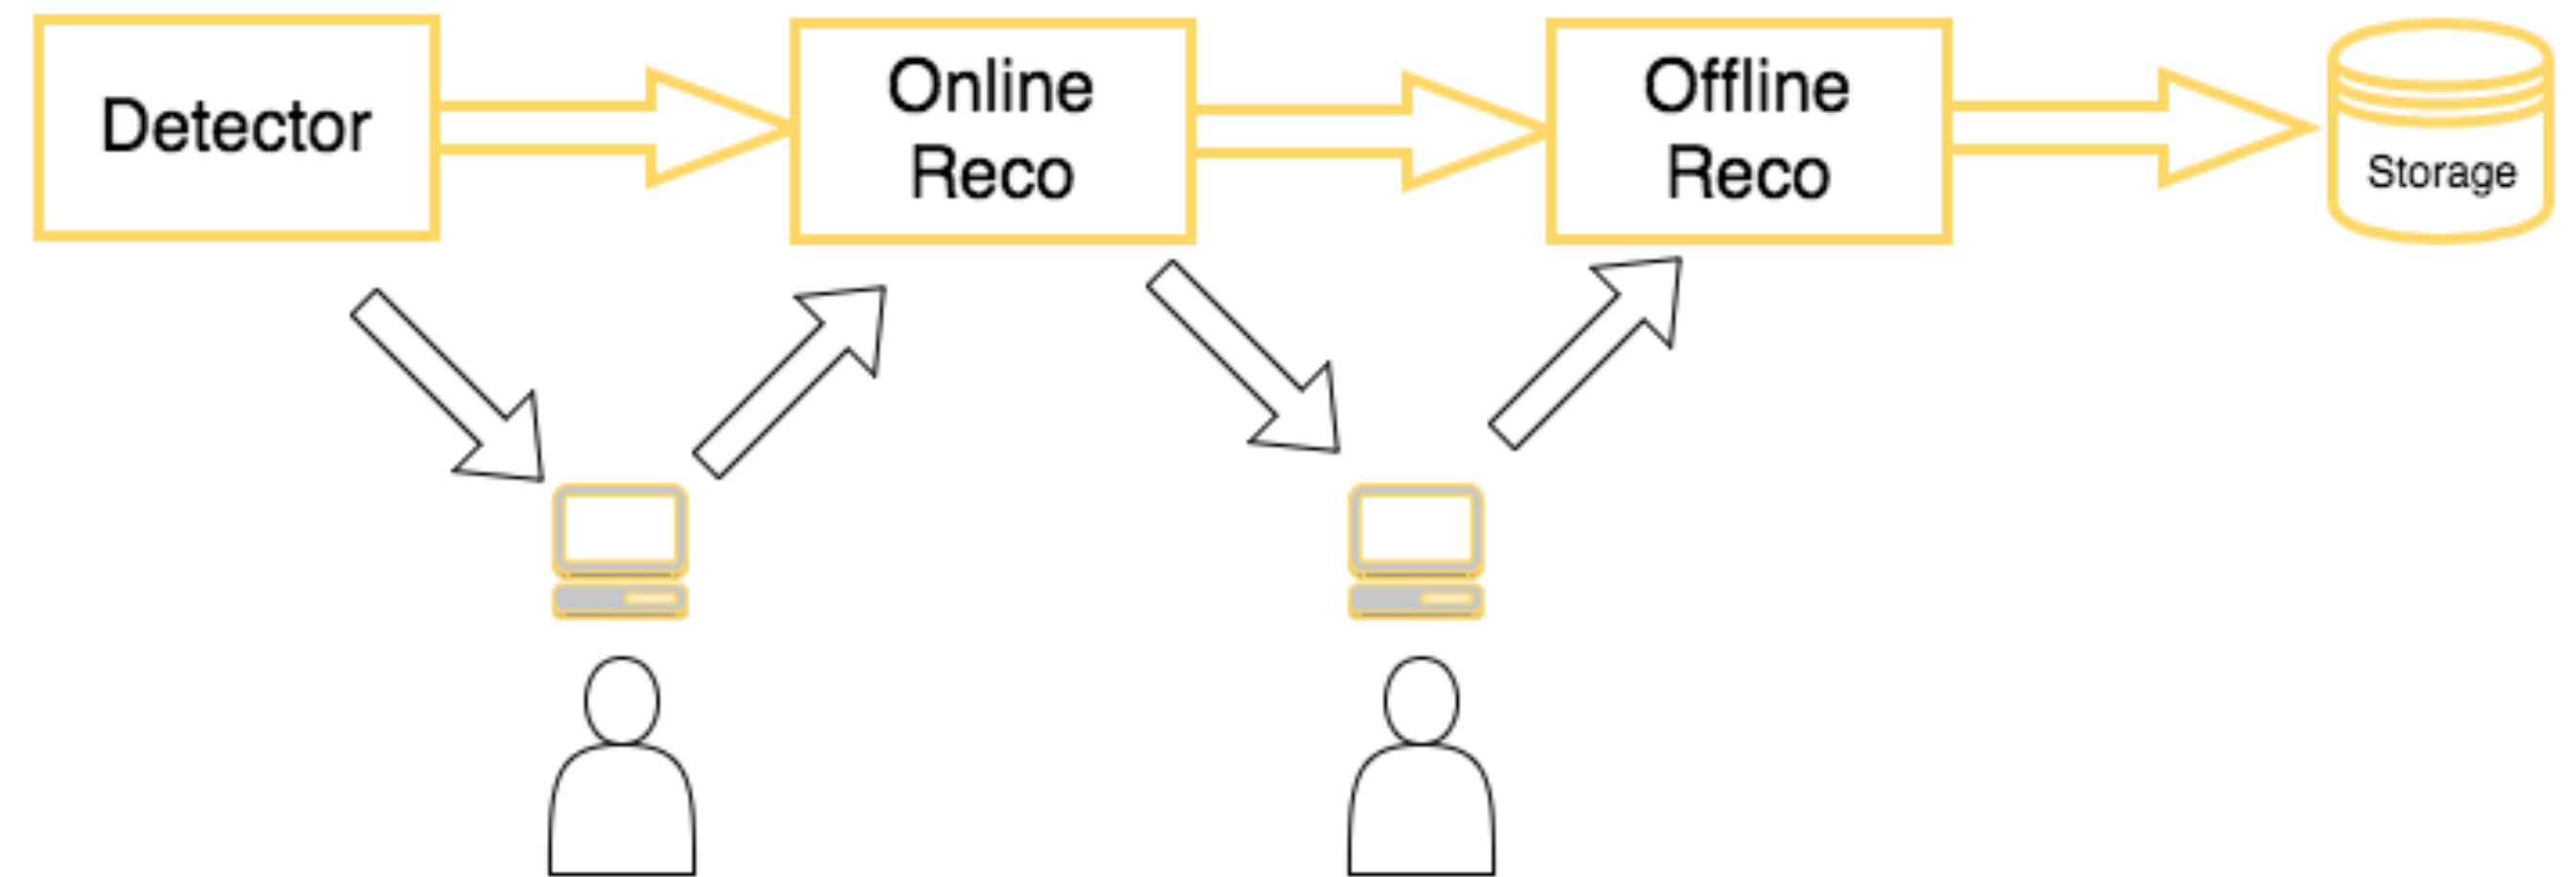 Detector
Online
Reco
Offline
Reco
Storage